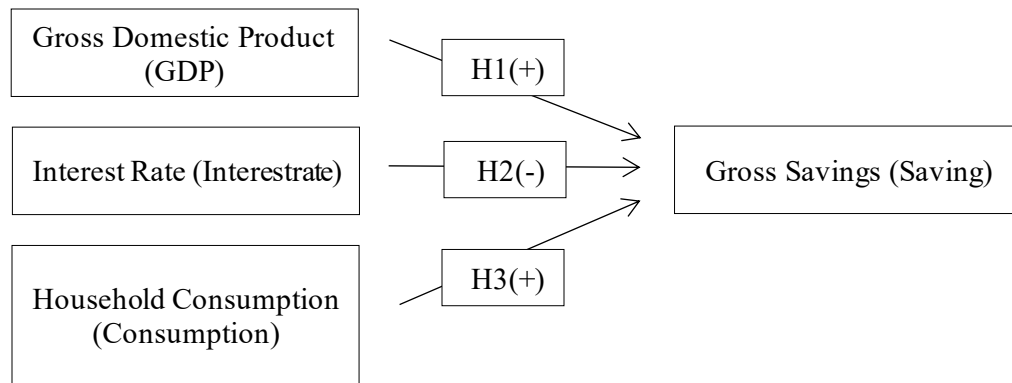 Gross Domestic Product
(GDP)
H1(+)
Interest Rate (Interestrate)
H2(-)
Gross Savings (Saving)
Household Consumption
(Consumption)
H3(+)